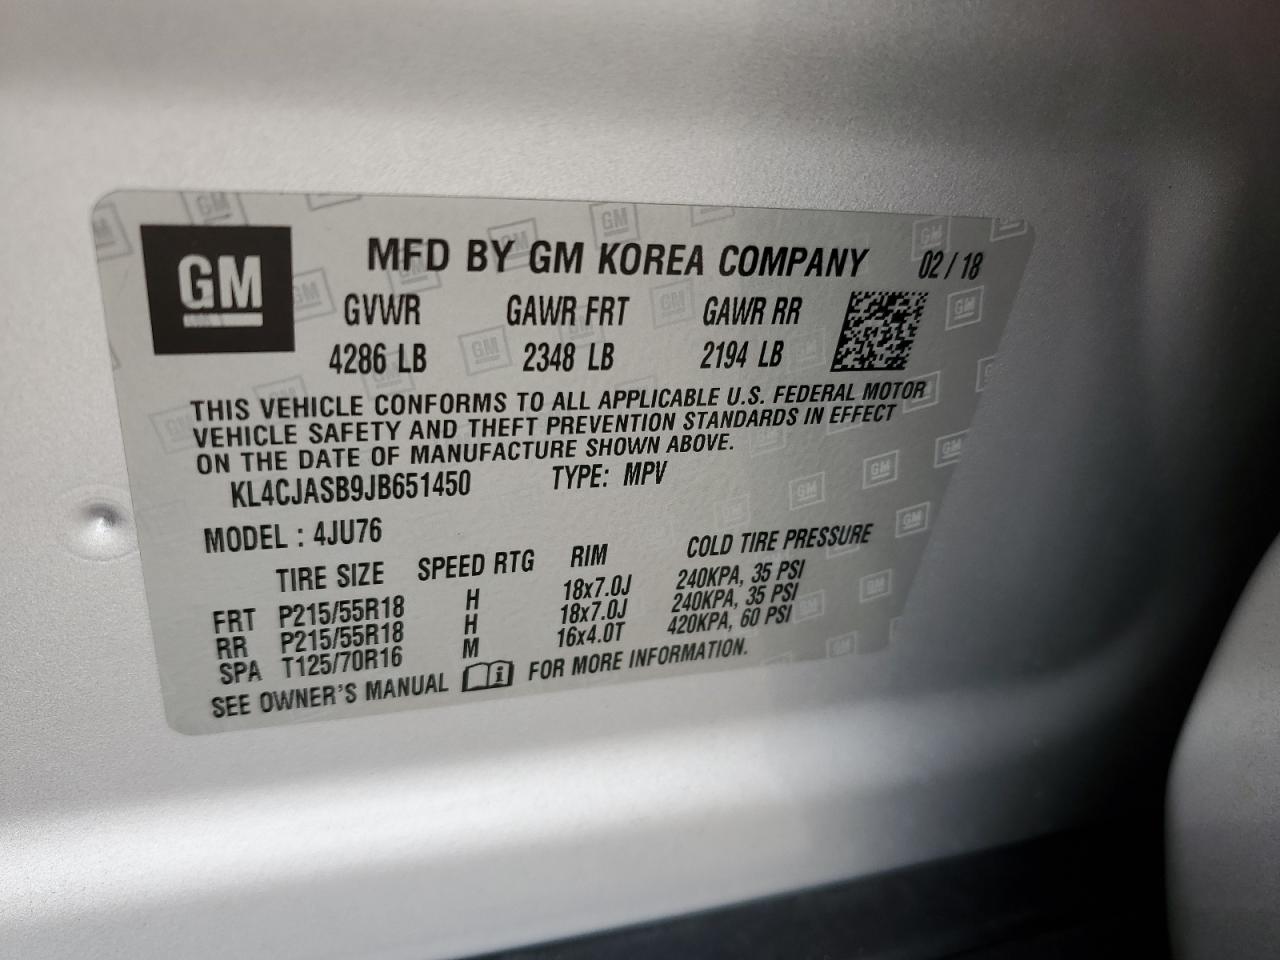 GM
MFD BY GM KOREA COMPANY 02/18
GVWR GAWR FRT GAWR RR
4286 LB 2348 LB 2194 LB
THIS VEHICLE CONFORMS TO ALL APPLICABLE U.S. FEDERAL MOTOR
VEHICLE SAFETY AND THEFT PREVENTION STANDARDS IN EFFECT
ON THE DATE OF MANUFACTURE SHOWN ABOVE.
KL4CJASB9JB651450 TYPE: MPV
MODEL : 4JU76
TIRE SIZE SPEED RTG RIM COLD TIRE PRESSURE
FRT P215/55R18 H 18x7.0J 240KPA, 35 PSI
RR P215/55R18 H 18x7.0J 240KPA, 35 PSI
SPA T125/70R16 M 16x4.0T 420KPA, 60 PSI
SEE OWNER'S MANUAL i FOR MORE INFORMATION.